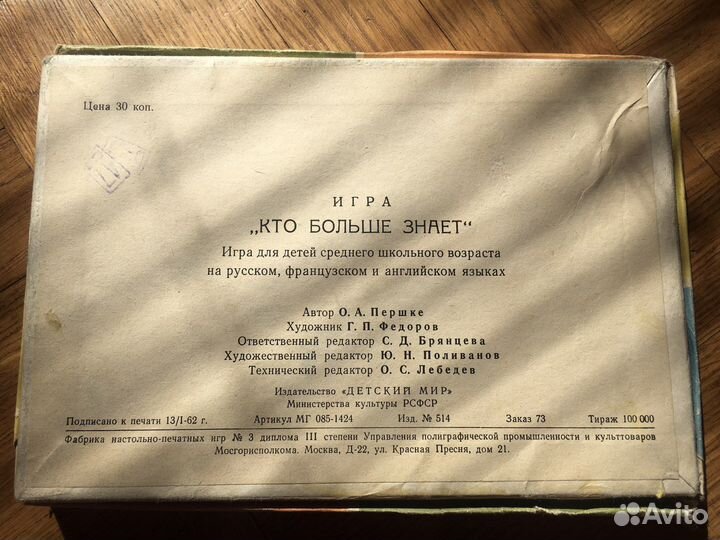 Цена 30 коп.
ИГРА
„КТО БОЛЬШЕ ЗНАЕТ“
Игра для детей среднего школьного возраста
на русском, французском и английском языках
Автор О. А. Першке
Художник Г. П. Федоров
Ответственный редактор С. Д. Брянцева
Художественный редактор Ю. Н. Поливанов
Технический редактор О. С. Лебедев
Издательство «ДЕТСКИЙ МИР»
Министерства культуры РСФСР
Подписано к печати 13/I-62 г. Артикул МГ 085-1424 Изд. № 514 Заказ 73 Тираж 100 000
Фабрика настольно-печатных игр № 3 диплома III степени Управления полиграфической промышленности и культтоваров
Мосгорисполкома. Москва, Д-22, ул. Красная Пресня, дом 21.
Avito